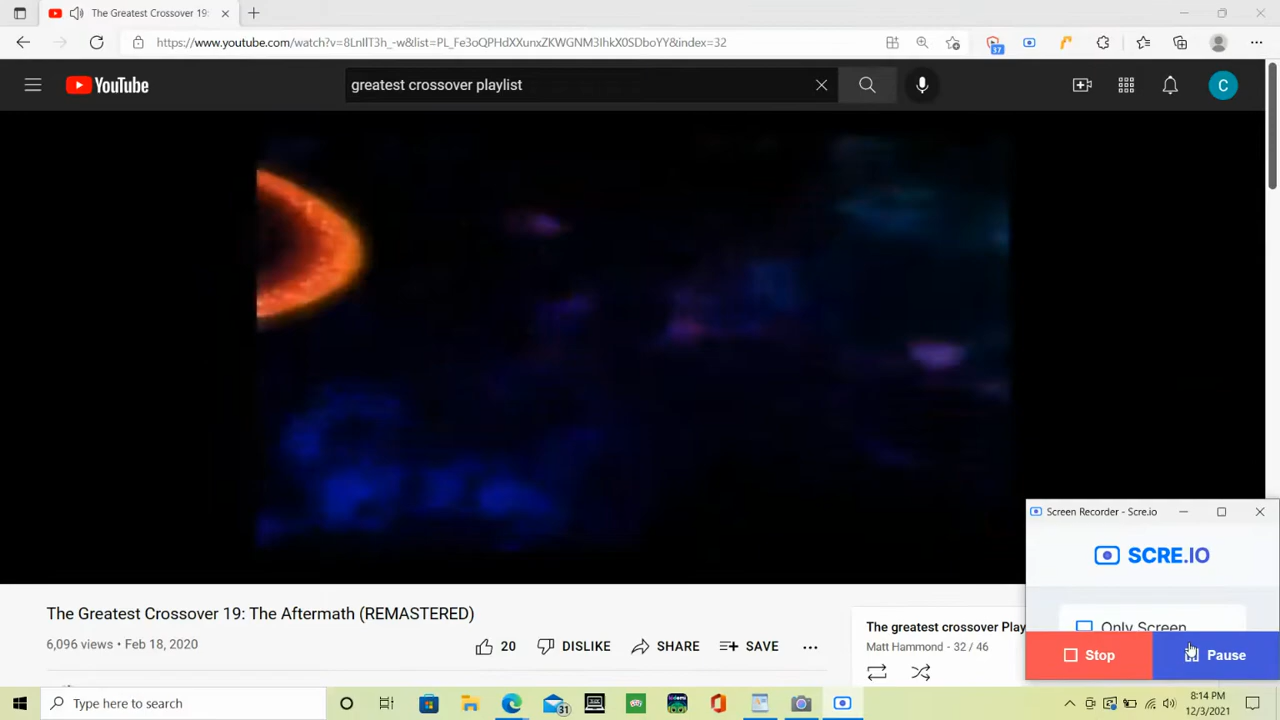 The Greatest Crossover 19:
https://www.youtube.com/watch?v=8LnIlT3h_-w&list=PL_Fe3oQPHdXXunxZKWGNM3IhkX0SDboYY&index=32
37
YouTube
greatest crossover playlist
C
Screen Recorder - Scre.io
SCRE.IO
Only Screen
Stop
Pause
The Greatest Crossover 19: The Aftermath (REMASTERED)
6,096 views • Feb 18, 2020
20
DISLIKE
SHARE
SAVE
The greatest crossover Play
Matt Hammond - 32 / 46
Type here to search
31
8:14 PM
12/3/2021